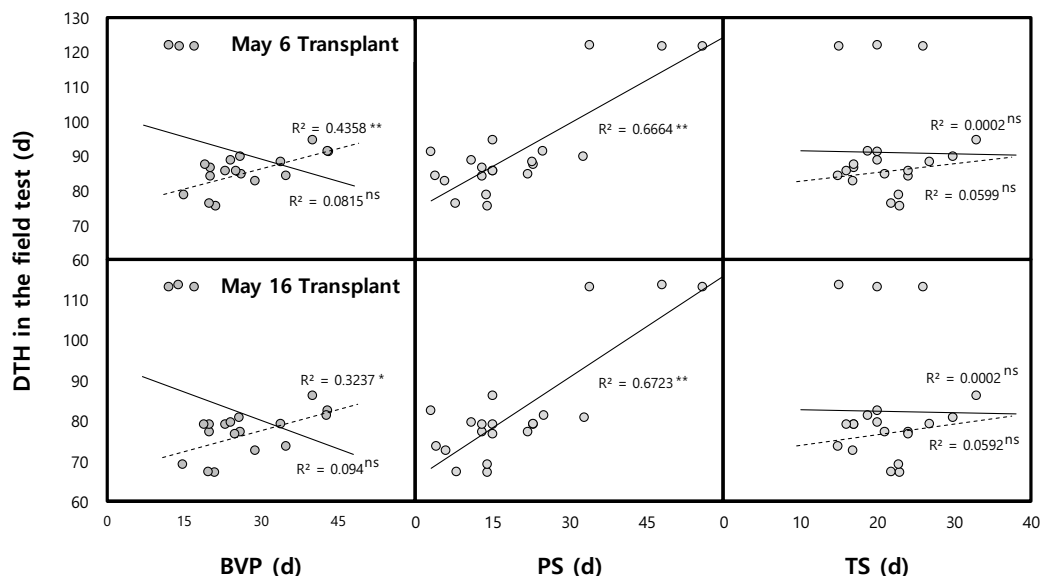 DTH in the field test (d)
130
120
110
100
90
80
70
60
May 6 Transplant
R² = 0.4358 **
R² = 0.0815 ns
R² = 0.6664 **
R² = 0.0002 ns
R² = 0.0599 ns
110
100
90
80
70
60
May 16 Transplant
R² = 0.3237 *
R² = 0.094 ns
R² = 0.6723 **
R² = 0.0002 ns
R² = 0.0592 ns
0 15 30 45 0 15 30 45 0 10 20 30 40
BVP (d) PS (d) TS (d)